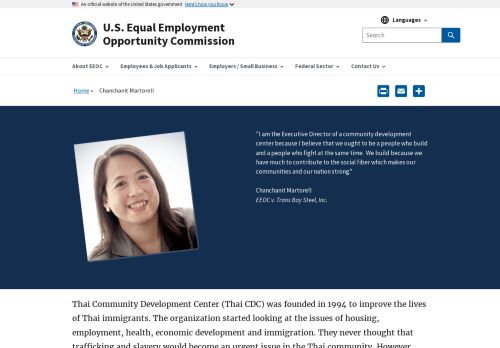 An official website of the United States government Here's how you know
U.S. Equal Employment
Opportunity Commission
Languages
Search
About EEOC
Employees & Job Applicants
Employers / Small Business
Federal Sector
Contact Us
Home » Chanchanit Martorell
"I am the Executive Director of a community development
center because I believe that we ought to be a people who build
and a people who fight at the same time. We build because we
have much to contribute to the social fiber which makes our
communities and our nation strong."
Chanchanit Martorell
EEOC v. Trans Bay Steel, Inc.
Thai Community Development Center (Thai CDC) was founded in 1994 to improve the lives
of Thai immigrants. The organization started looking at the issues of housing,
employment, health, economic development and immigration. They never thought that
trafficking and slavery would become an urgent issue in the Thai community. However